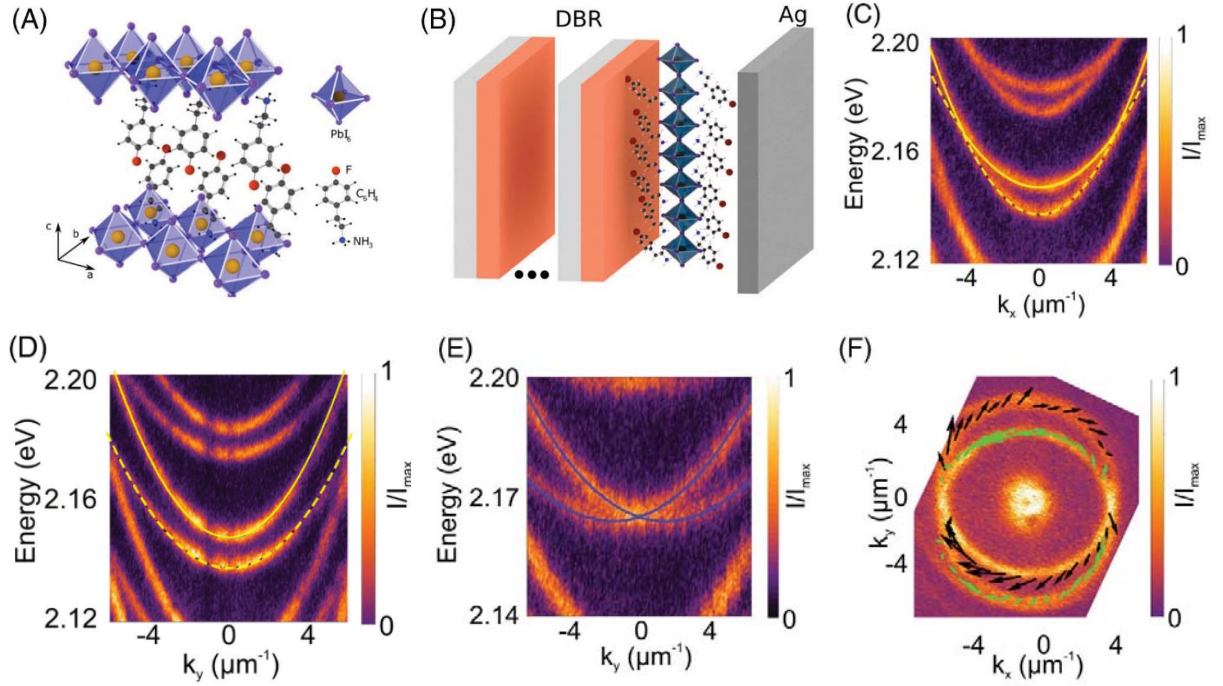 (A)
PbI₆
F
C₆H₄
NH₃
c
b
a
(B)
DBR
Ag
(C)
2.20
2.16
2.12
Energy (eV)
-4 0 4
kₓ (µm⁻¹)
1
I/Imax
0
(D)
2.20
2.16
2.12
Energy (eV)
-4 0 4
kᵧ (µm⁻¹)
1
I/Imax
0
(E)
2.20
2.17
2.14
Energy (eV)
-4 0 4
kᵧ (µm⁻¹)
1
I/Imax
0
(F)
4
0
-4
kᵧ (µm⁻¹)
-4 0 4
kₓ (µm⁻¹)
1
I/Imax
0